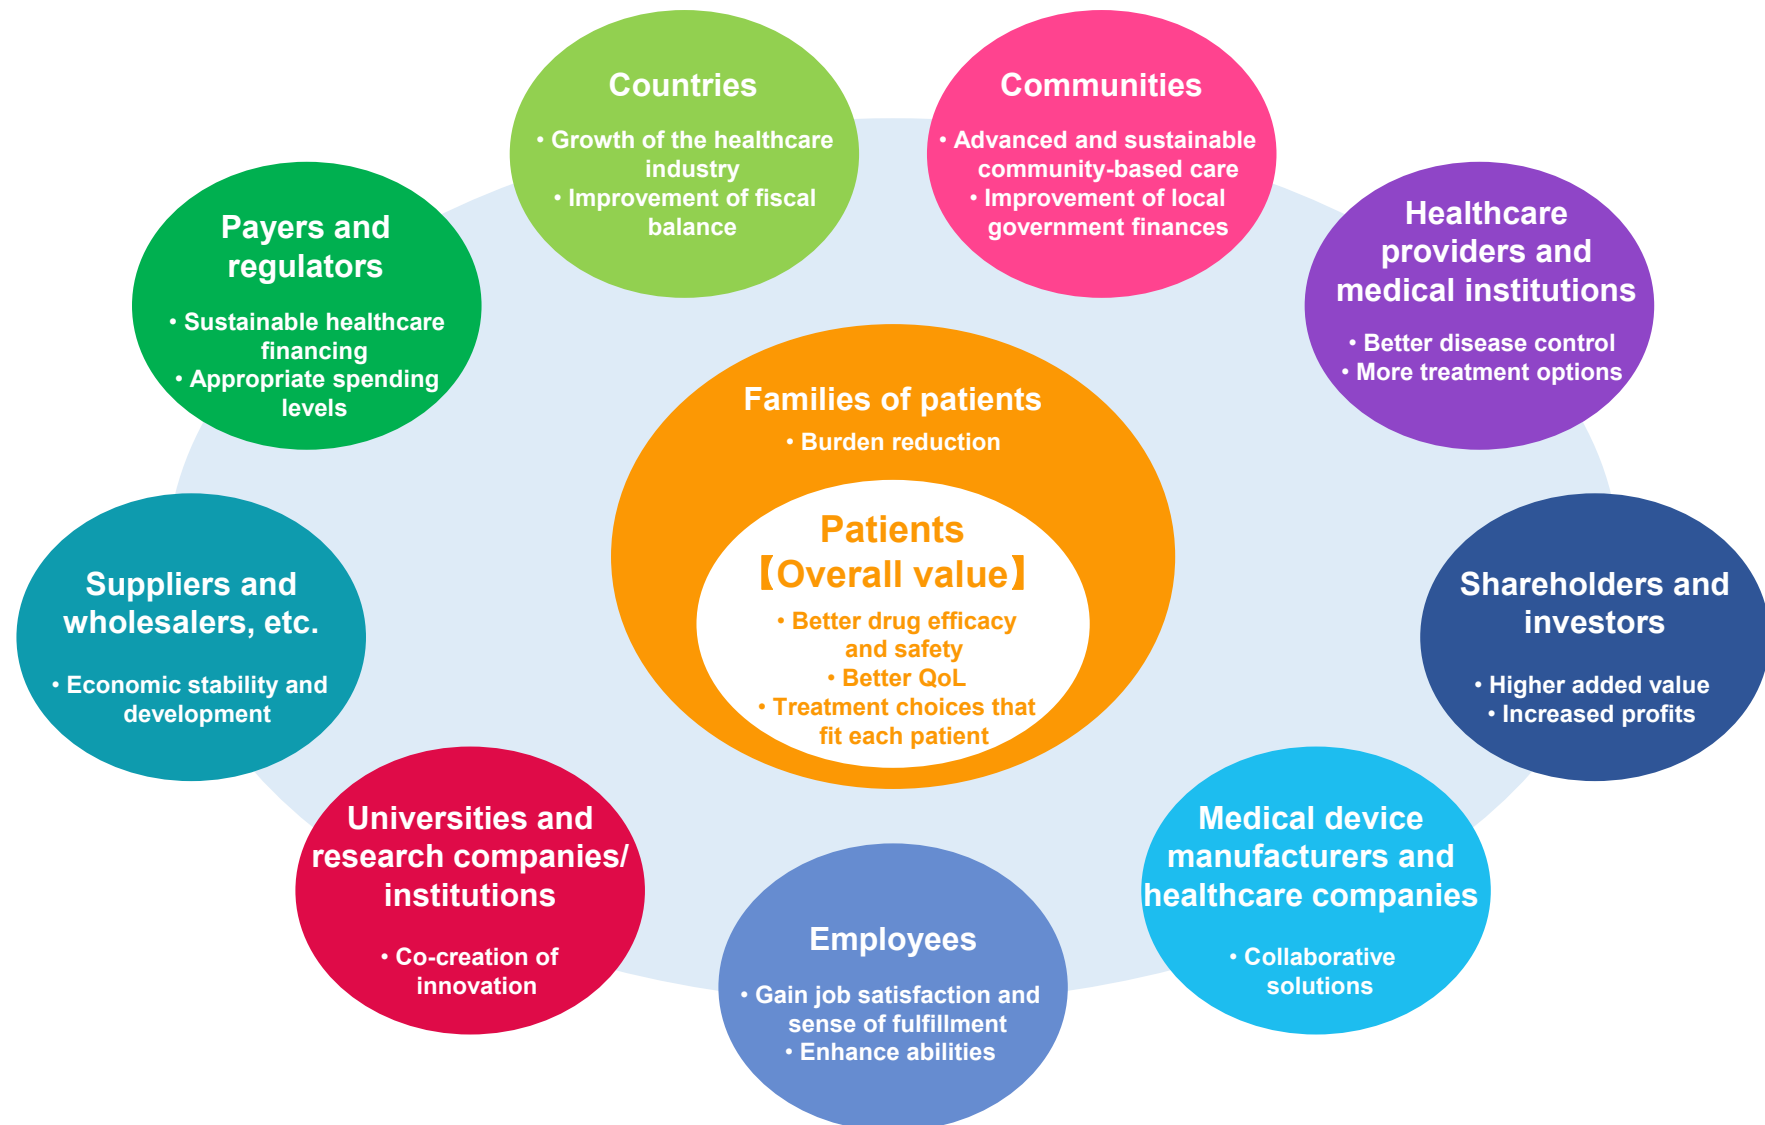 Countries
• Growth of the healthcare
industry
• Improvement of fiscal
balance
Communities
• Advanced and sustainable
community-based care
• Improvement of local
government finances
Payers and
regulators
• Sustainable healthcare
financing
• Appropriate spending
levels
Healthcare
providers and
medical institutions
• Better disease control
• More treatment options
Families of patients
• Burden reduction
Patients
【Overall value】
• Better drug efficacy
and safety
• Better QoL
• Treatment choices that
fit each patient
Suppliers and
wholesalers, etc.
• Economic stability and
development
Shareholders and
investors
• Higher added value
• Increased profits
Universities and
research companies/
institutions
• Co-creation of
innovation
Employees
• Gain job satisfaction and
sense of fulfillment
• Enhance abilities
Medical device
manufacturers and
healthcare companies
• Collaborative
solutions